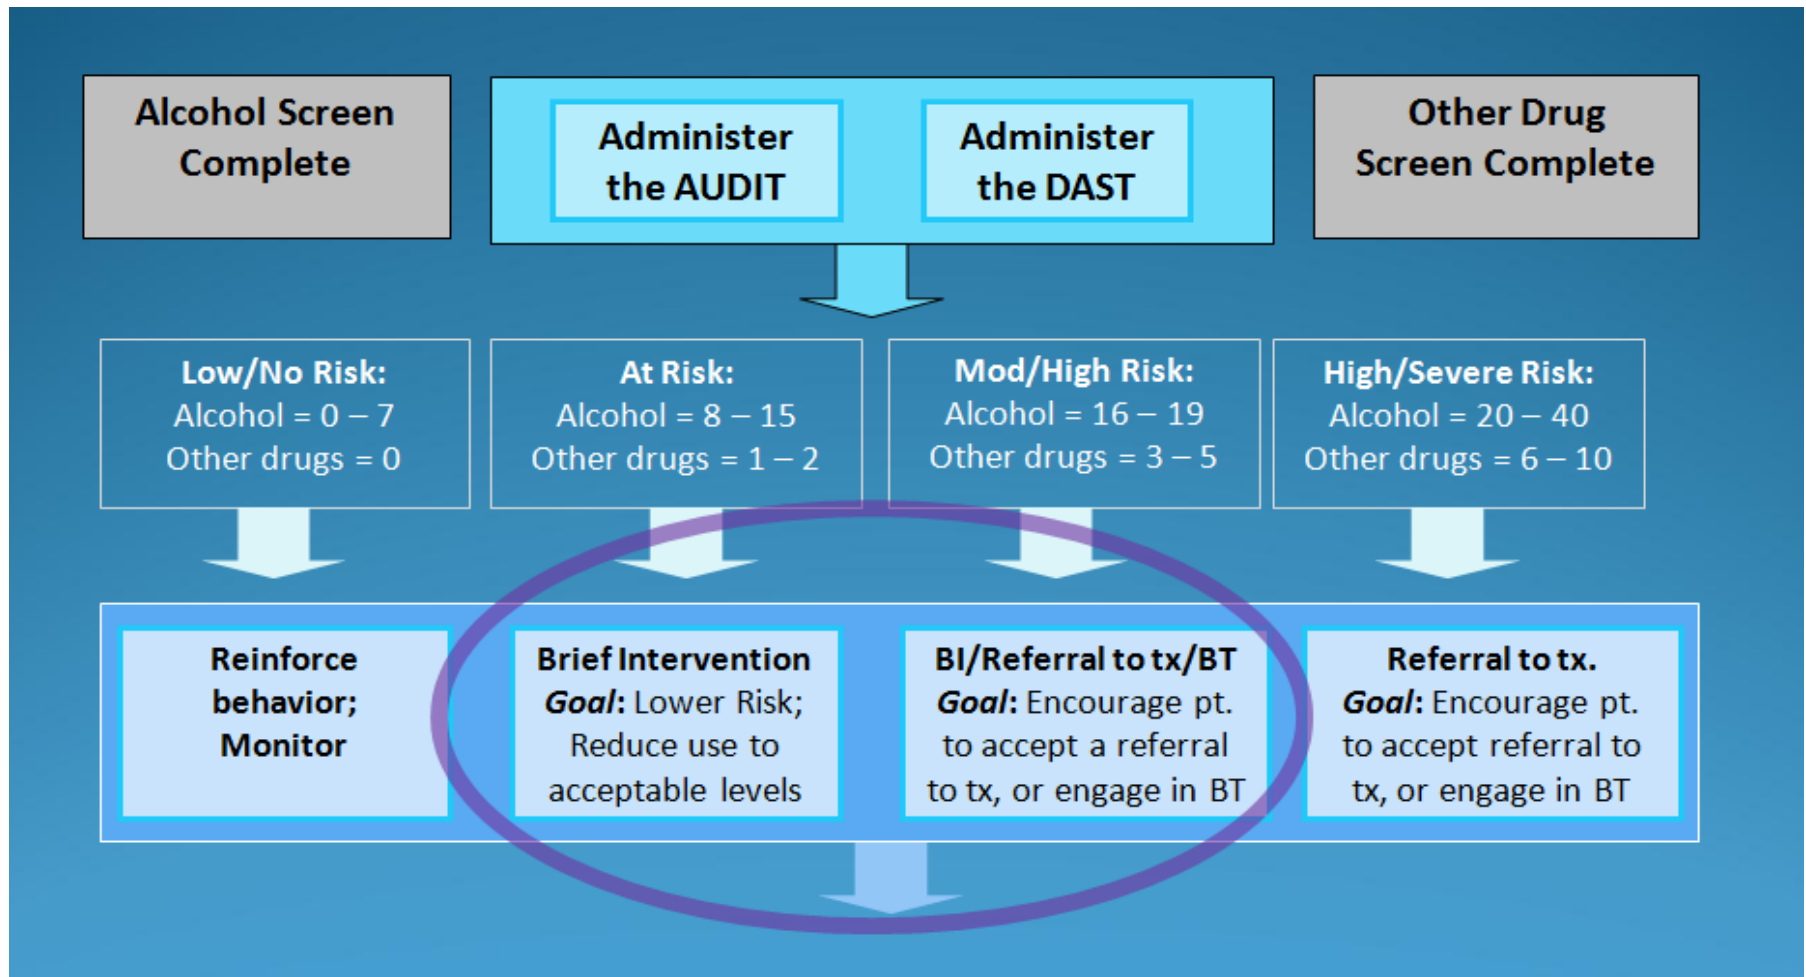 Alcohol Screen
Complete
Administer
the AUDIT
Administer
the DAST
Other Drug
Screen Complete
Low/No Risk:
Alcohol = 0 – 7
Other drugs = 0
At Risk:
Alcohol = 8 – 15
Other drugs = 1 – 2
Mod/High Risk:
Alcohol = 16 – 19
Other drugs = 3 – 5
High/Severe Risk:
Alcohol = 20 – 40
Other drugs = 6 – 10
Reinforce
behavior;
Monitor
Brief Intervention
Goal: Lower Risk;
Reduce use to
acceptable levels
BI/Referral to tx/BT
Goal: Encourage pt.
to accept a referral
to tx, or engage in BT
Referral to tx.
Goal: Encourage pt.
to accept referral to
tx, or engage in BT